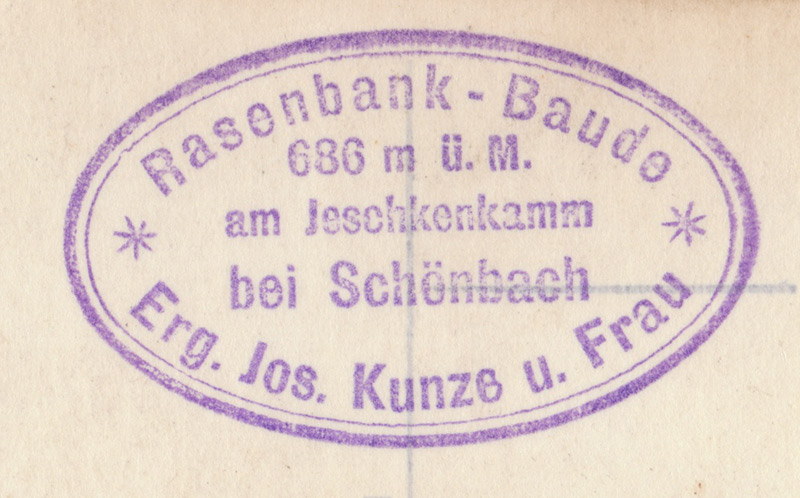 Rasenbank - Baude
686 m ü. M.
am Jeschkenkamm
bei Schönbach
Erg. Jos. Kunze u. Frau